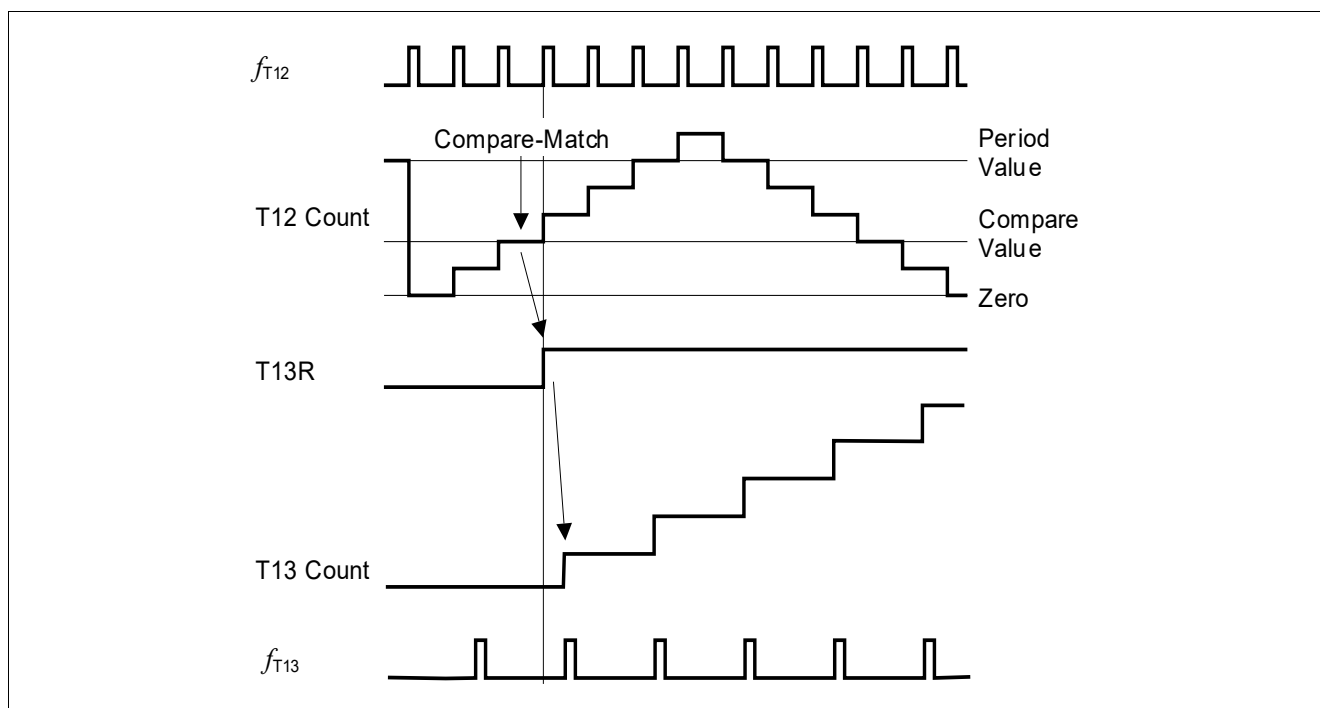 fT12
Compare-Match
Period
Value
T12 Count
Compare
Value
Zero
T13R
T13 Count
fT13